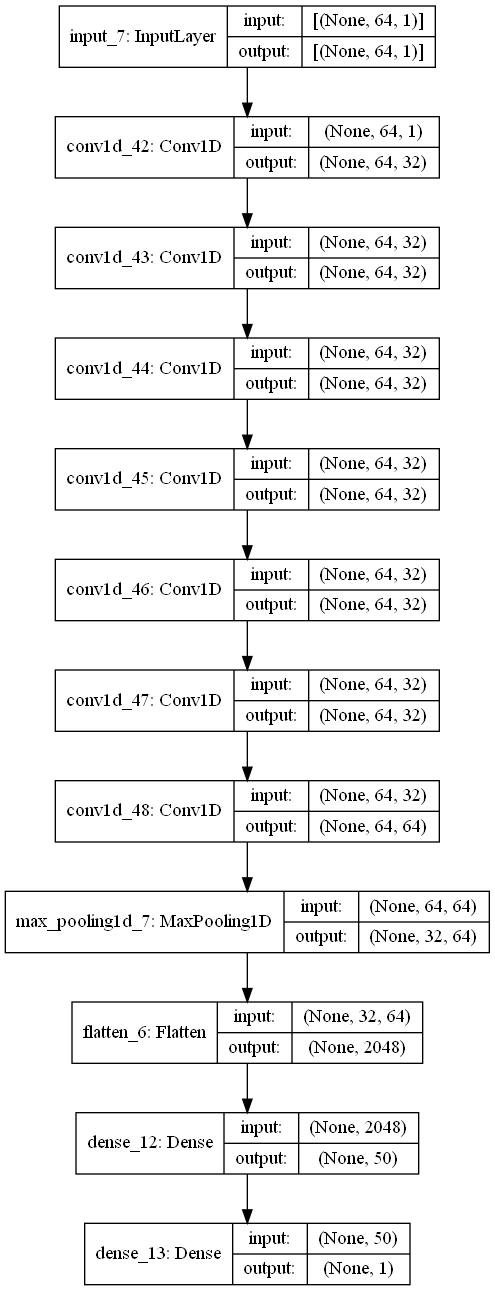 input_7: InputLayer input: [(None, 64, 1)]
output: [(None, 64, 1)]
conv1d_42: Conv1D input: (None, 64, 1)
output: (None, 64, 32)
conv1d_43: Conv1D input: (None, 64, 32)
output: (None, 64, 32)
conv1d_44: Conv1D input: (None, 64, 32)
output: (None, 64, 32)
conv1d_45: Conv1D input: (None, 64, 32)
output: (None, 64, 32)
conv1d_46: Conv1D input: (None, 64, 32)
output: (None, 64, 32)
conv1d_47: Conv1D input: (None, 64, 32)
output: (None, 64, 32)
conv1d_48: Conv1D input: (None, 64, 32)
output: (None, 64, 64)
max_pooling1d_7: MaxPooling1D input: (None, 64, 64)
output: (None, 32, 64)
flatten_6: Flatten input: (None, 32, 64)
output: (None, 2048)
dense_12: Dense input: (None, 2048)
output: (None, 50)
dense_13: Dense input: (None, 50)
output: (None, 1)